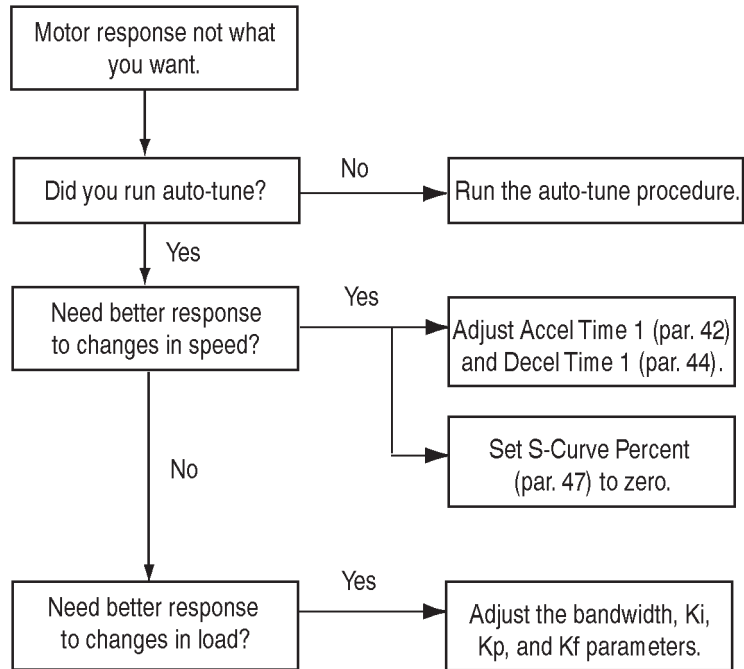 Motor response not what
you want.
Did you run auto-tune?
No
Run the auto-tune procedure.
Yes
Need better response
to changes in speed?
Yes
Adjust Accel Time 1 (par. 42)
and Decel Time 1 (par. 44).
Set S-Curve Percent
(par. 47) to zero.
No
Need better response
to changes in load?
Yes
Adjust the bandwidth, Ki,
Kp, and Kf parameters.